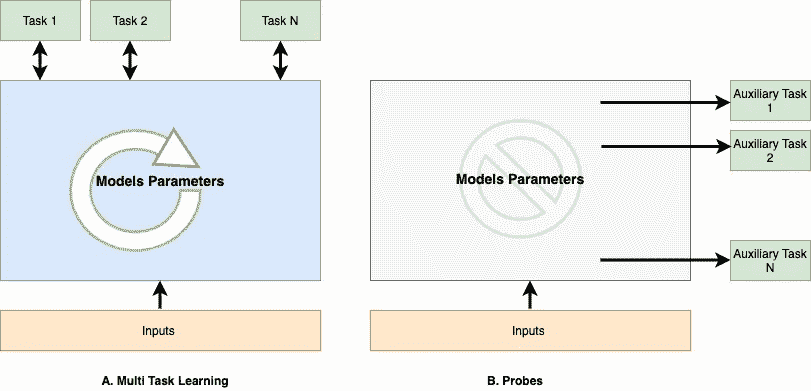 Task 1
Task 2
Task N
Models Parameters
Inputs
A. Multi Task Learning
Auxiliary Task
1
Auxiliary Task
2
Auxiliary Task
N
Models Parameters
Inputs
B. Probes